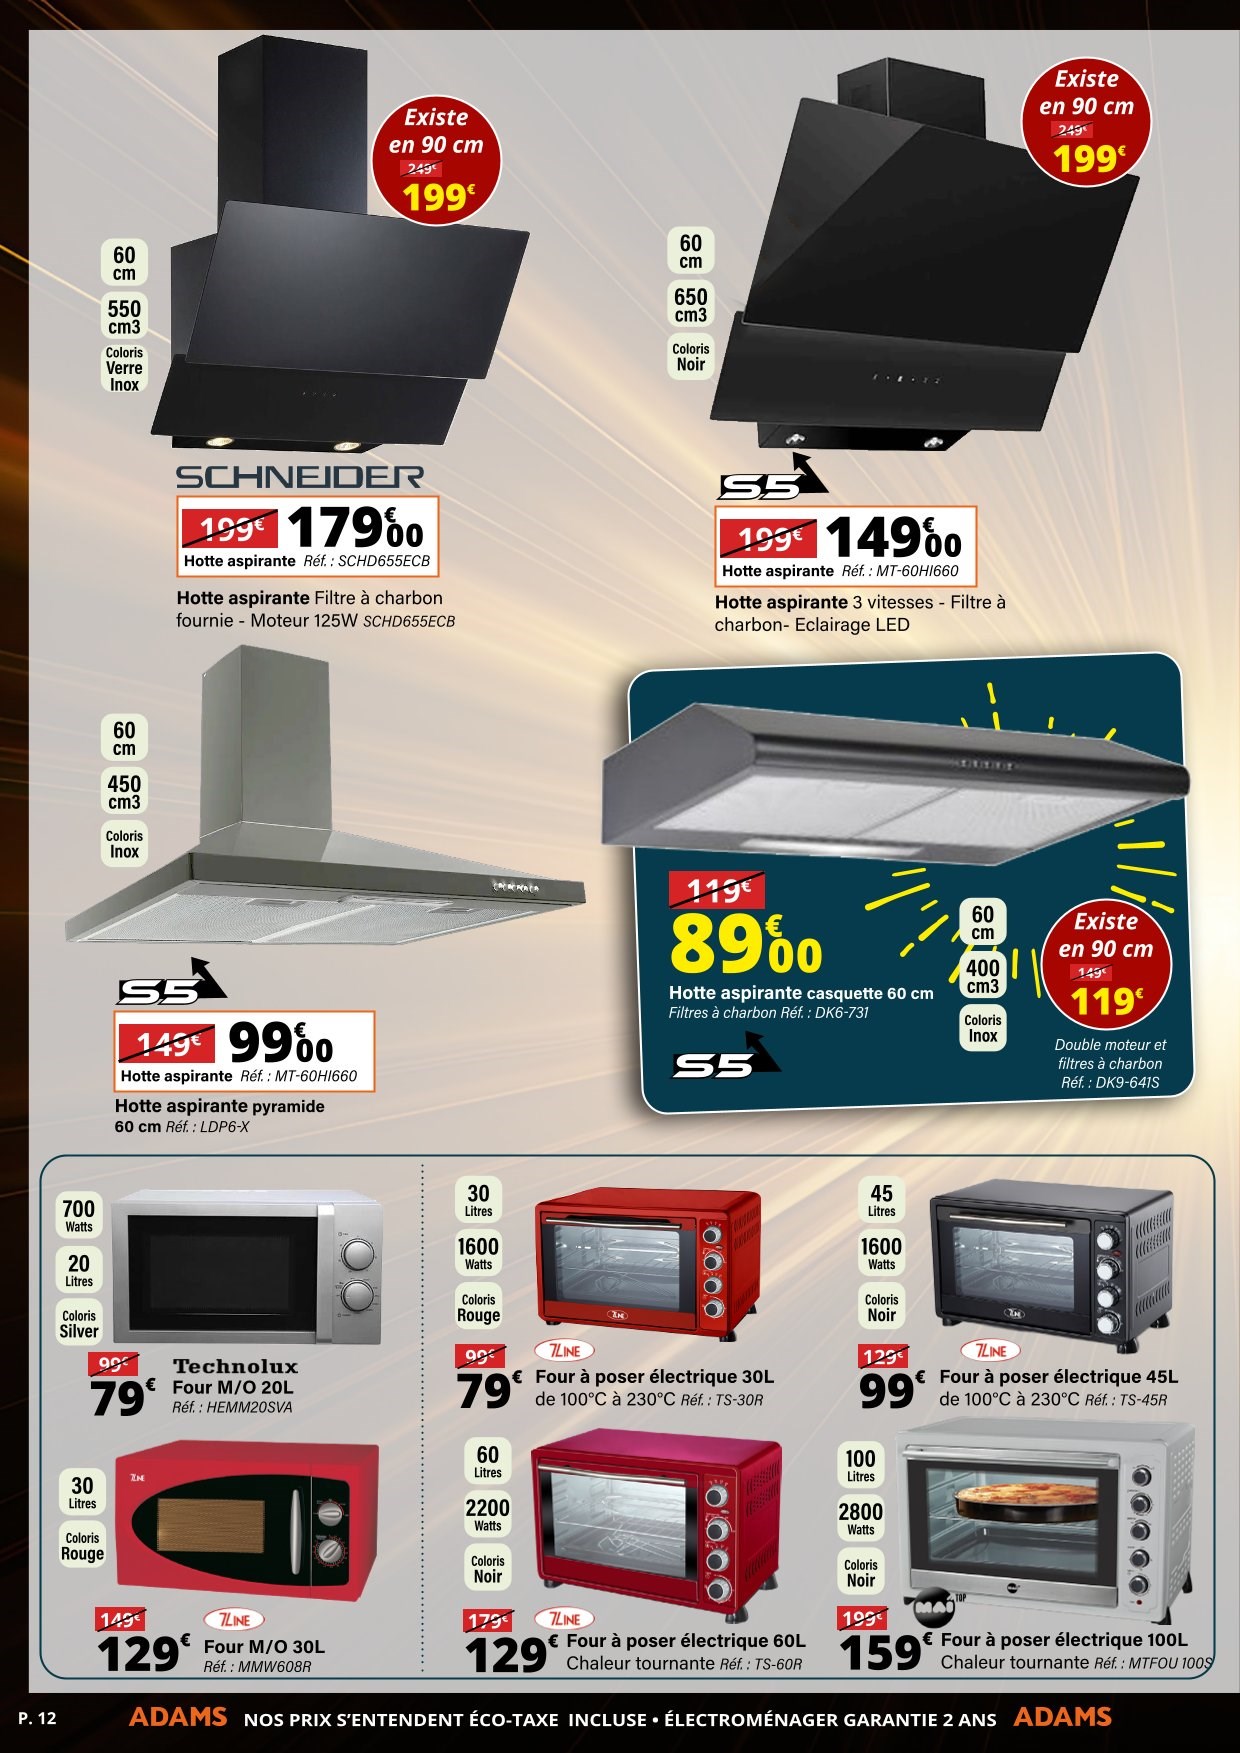 Existe
en 90 cm
249€
199€
60
cm
550
cm3
Coloris
Verre
Inox
SCHNEIDER
199€ 179€00
Hotte aspirante Réf. : SCHD655ECB
Hotte aspirante Filtre à charbon
fournie - Moteur 125W SCHD655ECB
Existe
en 90 cm
249€
199€
60
cm
650
cm3
Coloris
Noir
S5
199€ 149€00
Hotte aspirante Réf. : MT-60HI660
Hotte aspirante 3 vitesses - Filtre à
charbon- Eclairage LED
60
cm
450
cm3
Coloris
Inox
S5
149€ 99€00
Hotte aspirante Réf. : MT-60HI660
Hotte aspirante pyramide
60 cm Réf. : LDP6-X
119€
89€00
Hotte aspirante casquette 60 cm
Filtres à charbon Réf. : DK6-731
S5
60
cm
400
cm3
Coloris
Inox
Existe
en 90 cm
149€
119€
Double moteur et
filtres à charbon
Réf. : DK9-641S
700
Watts
20
Litres
Coloris
Silver
99€
79€
Technolux
Four M/O 20L
Réf. : HEMM20SVA
30
Litres
1600
Watts
Coloris
Rouge
7LINE
99€
79€
7LINE
Four à poser électrique 30L
de 100°C à 230°C Réf. : TS-30R
45
Litres
1600
Watts
Coloris
Noir
7LINE
129€
99€
7LINE
Four à poser électrique 45L
de 100°C à 230°C Réf. : TS-45R
30
Litres
Coloris
Rouge
7LINE
149€
129€
7LINE
Four M/O 30L
Réf. : MMW608R
60
Litres
2200
Watts
Coloris
Noir
179€
129€
7LINE
Four à poser électrique 60L
Chaleur tournante Réf. : TS-60R
100
Litres
2800
Watts
Coloris
Noir
MAI TOP
199€
159€
Four à poser électrique 100L
Chaleur tournante Réf. : MTFOU 100S
P. 12 ADAMS NOS PRIX S'ENTENDENT ÉCO-TAXE INCLUSE • ÉLECTROMÉNAGER GARANTIE 2 ANS ADAMS